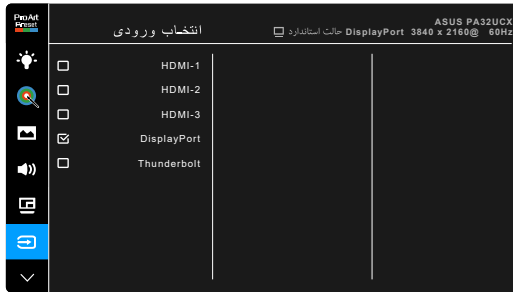 ProArt
Preset
انتخاب ورودی
ASUS PA32UCX
حالت استاندارد DisplayPort 3840 x 2160@ 60Hz
HDMI-1
HDMI-2
HDMI-3
DisplayPort
Thunderbolt